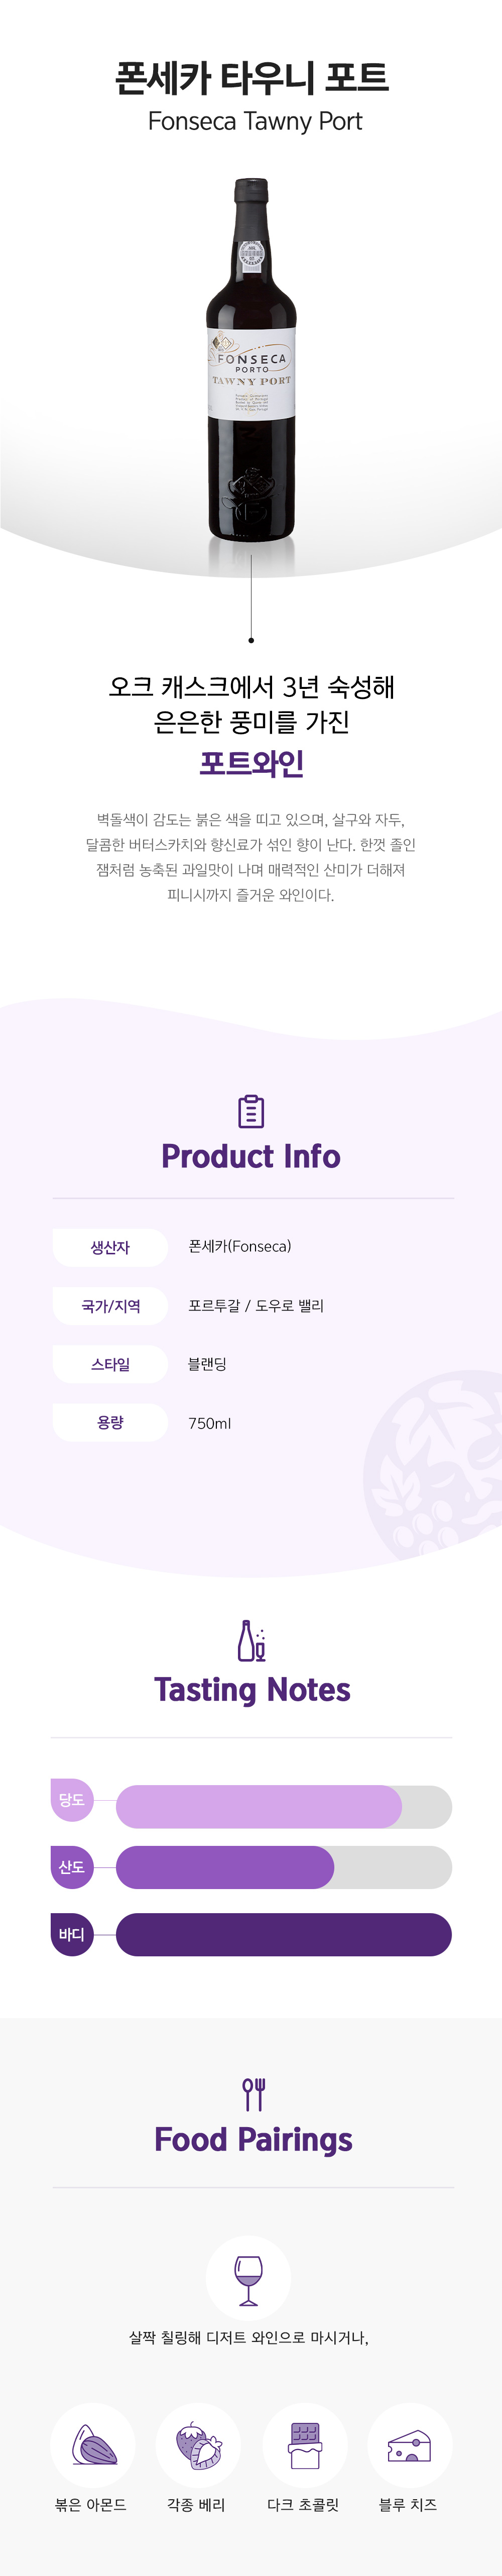 폰세카 타우니 포트
Fonseca Tawny Port
FONSECA
PORTO
TAWNY PORT
오크 캐스크에서 3년 숙성해
은은한 풍미를 가진
포트와인
벽돌색이 감도는 붉은 색을 띠고 있으며, 살구와 자두,
달콤한 버터스카치와 향신료가 섞인 향이 난다. 한껏 졸인
잼처럼 농축된 과일맛이 나며 매력적인 산미가 더해져
피니시까지 즐거운 와인이다.
Product Info
생산자 폰세카(Fonseca)
국가/지역 포르투갈 / 도우로 밸리
스타일 블랜딩
용량 750ml
Tasting Notes
당도
산도
바디
Food Pairings
살짝 칠링해 디저트 와인으로 마시거나,
볶은 아몬드 각종 베리 다크 초콜릿 블루 치즈